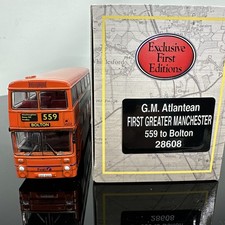 Exclusive
First
Editions
G.M. Atlantean
FIRST GREATER MANCHESTER
559 to Bolton
28608
559
BOLTON